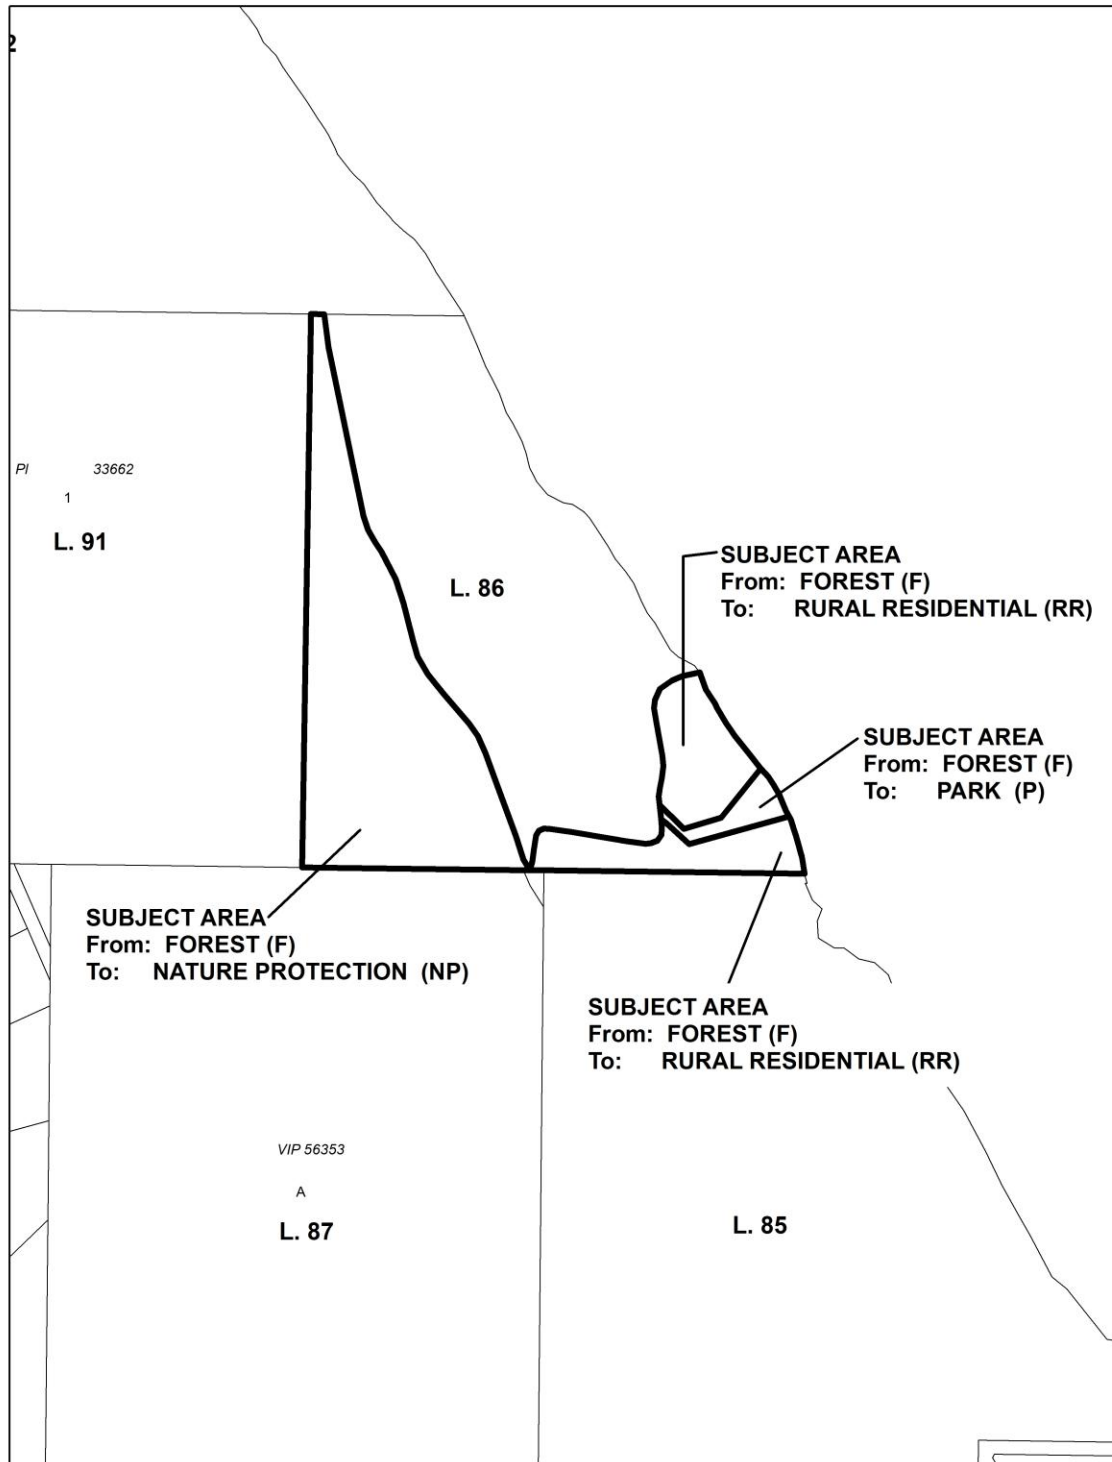 2
Pl 33662
1
L. 91
L. 86
SUBJECT AREA
From: FOREST (F)
To: RURAL RESIDENTIAL (RR)
SUBJECT AREA
From: FOREST (F)
To: PARK (P)
SUBJECT AREA
From: FOREST (F)
To: NATURE PROTECTION (NP)
SUBJECT AREA
From: FOREST (F)
To: RURAL RESIDENTIAL (RR)
VIP 56353
A
L. 87
L. 85